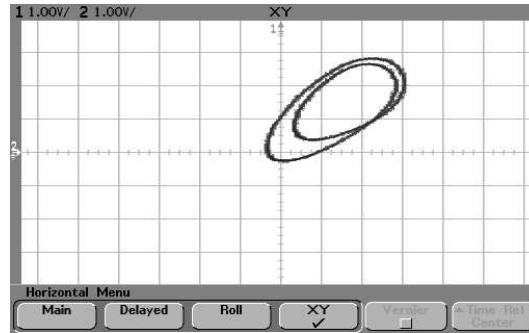 1 1.00V/ 2 1.00V/ XY
1
2
Horizontal Menu
Main Delayed Roll XY Vernier Time Ref
Center